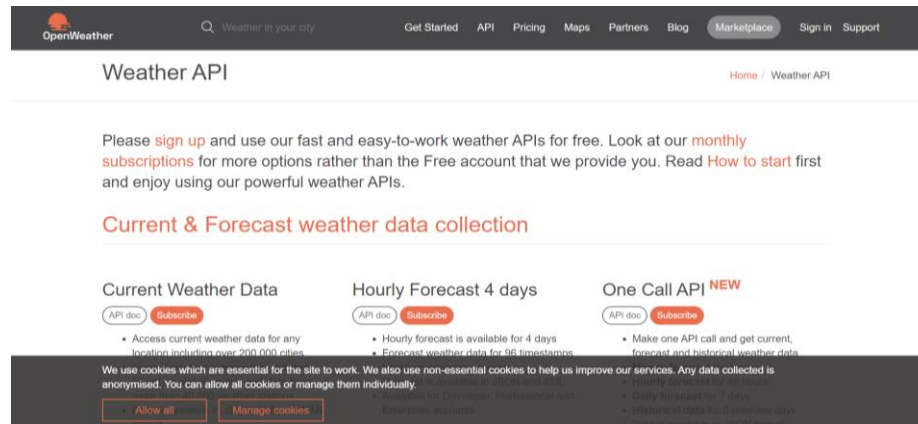 OpenWeather
Weather in your city
Get Started API Pricing Maps Partners Blog Marketplace Sign in Support
Weather API
Home / Weather API
Please sign up and use our fast and easy-to-work weather APIs for free. Look at our monthly
subscriptions for more options rather than the Free account that we provide you. Read How to start first
and enjoy using our powerful weather APIs.
Current & Forecast weather data collection
Current Weather Data
API doc Subscribe
• Access current weather data for any
location including over 200,000 cities
Hourly Forecast 4 days
API doc Subscribe
• Hourly forecast is available for 4 days
• Forecast weather data for 96 timestamps
JSON and XML
• Available for Developer, Professional and
Enterprise accounts
One Call API NEW
API doc Subscribe
• Make one API call and get current,
forecast and historical weather data
• Hourly forecast for 48 hours
• Daily forecast for 7 days
• Historical data for 5 previous days
We use cookies which are essential for the site to work. We also use non-essential cookies to help us improve our services. Any data collected is
anonymised. You can allow all cookies or manage them individually.
Allow all Manage cookies